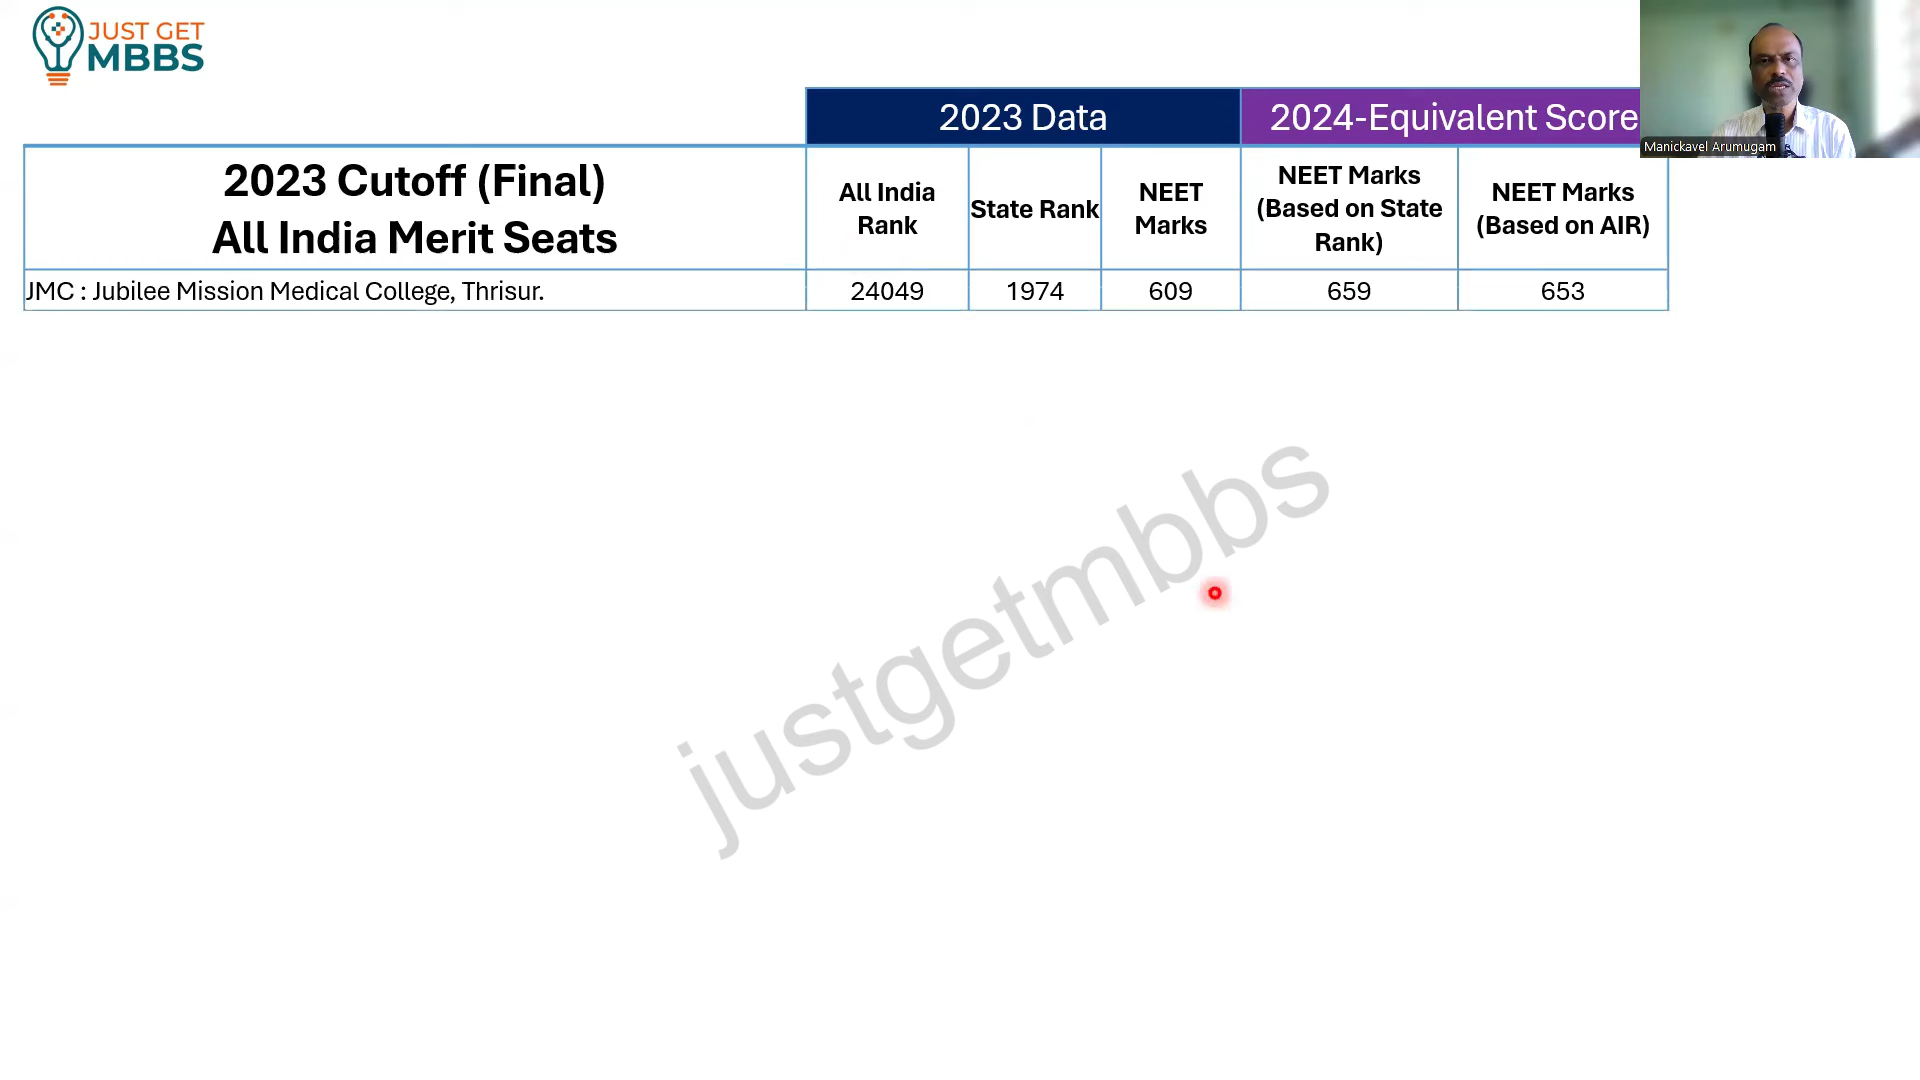 JUST GET
MBBS
Manickavel Arumugam
2023 Data
2024-Equivalent Score
2023 Cutoff (Final)
All India Merit Seats
All India
Rank
State Rank
NEET
Marks
NEET Marks
(Based on State
Rank)
NEET Marks
(Based on AIR)
JMC : Jubilee Mission Medical College, Thrisur.
24049
1974
609
659
653
justgetmbbs